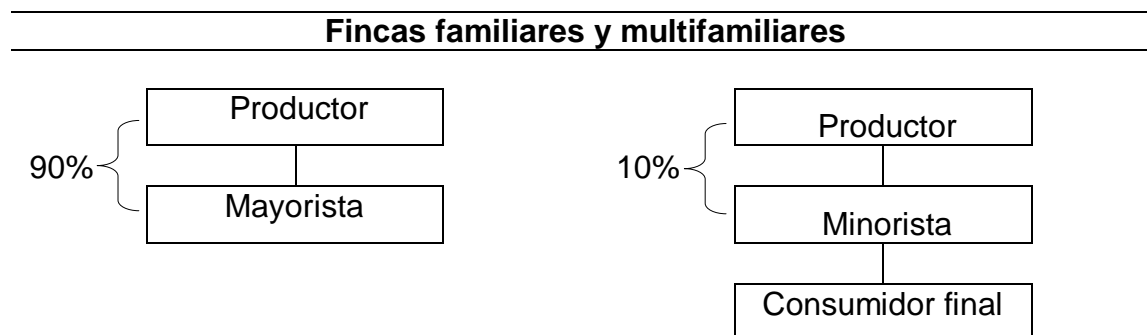 Fincas familiares y multifamiliares
Productor
90%
Mayorista
Productor
10%
Minorista
Consumidor final